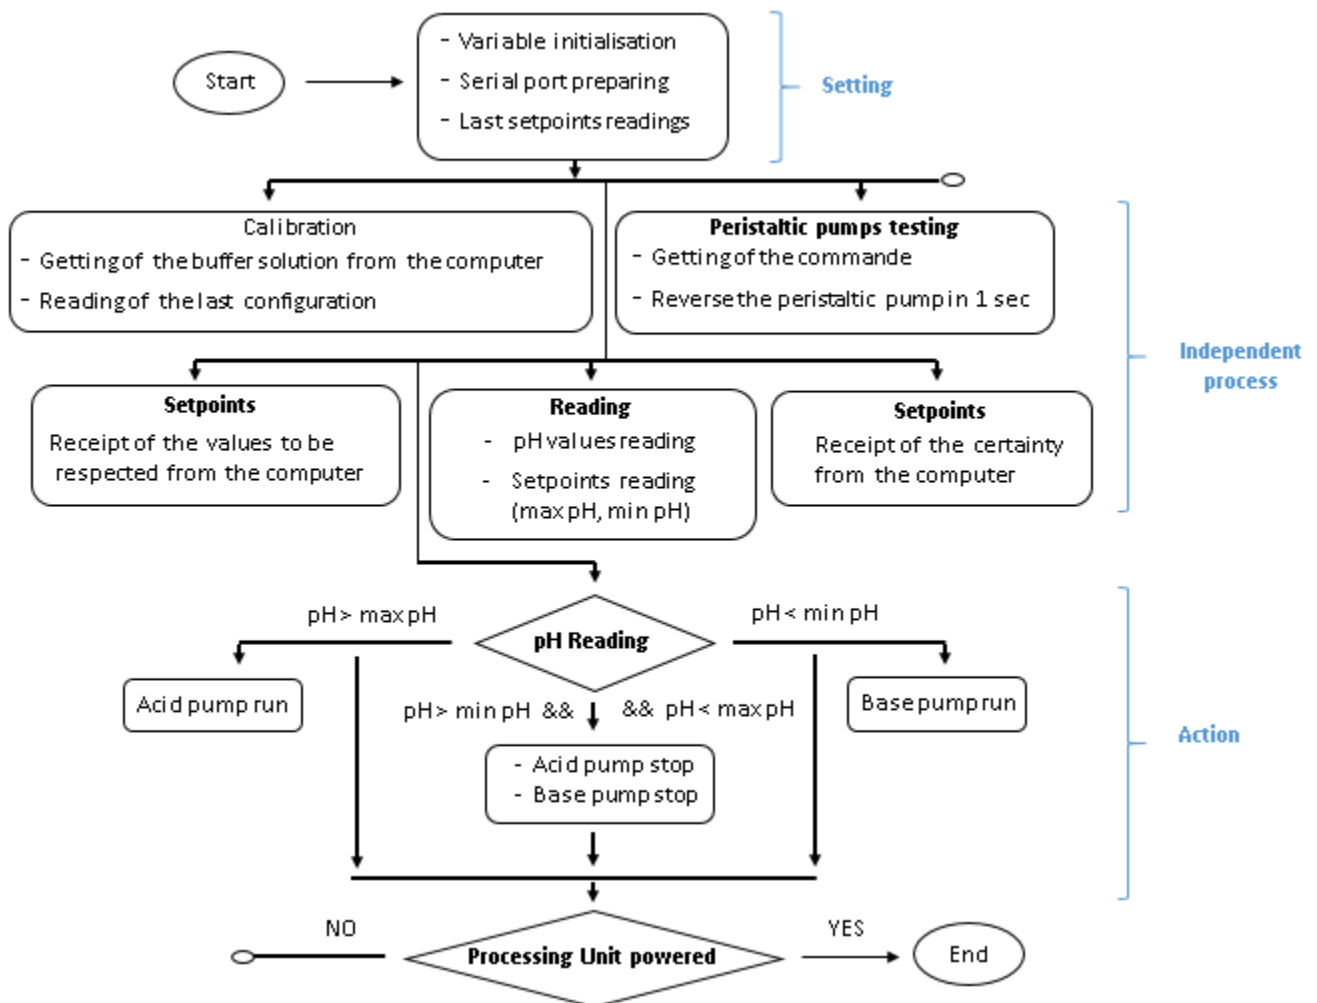 - Variable initialisation
Start
- Serial port preparing
Setting
- Last setpoints readings
Calibration
- Getting of the buffer solution from the computer
- Reading of the last configuration
Peristaltic pumps testing
- Getting of the commande
- Reverse the peristaltic pump in 1 sec
Independent
process
Setpoints
Receipt of the values to be
respected from the computer
Reading
- pH values reading
- Setpoints reading
(max pH, min pH)
Setpoints
Receipt of the certainty
from the computer
pH > max pH
pH < min pH
pH Reading
Acid pump run
pH > min pH && && pH < max pH
Base pump run
Action
- Acid pump stop
- Base pump stop
NO
YES
Processing Unit powered
End